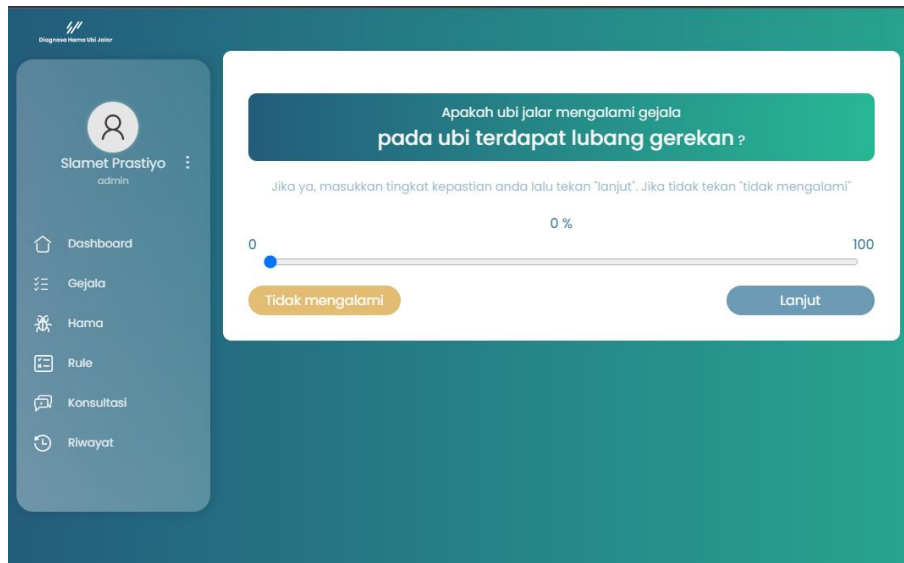 Diagnosa Hama Ubi Jalar
Slamet Prastiyo
admin
Dashboard
Gejala
Hama
Rule
Konsultasi
Riwayat
Apakah ubi jalar mengalami gejala
pada ubi terdapat lubang gerekan ?
Jika ya, masukkan tingkat kepastian anda lalu tekan "lanjut". Jika tidak tekan "tidak mengalami"
0 %
0 100
Tidak mengalami Lanjut